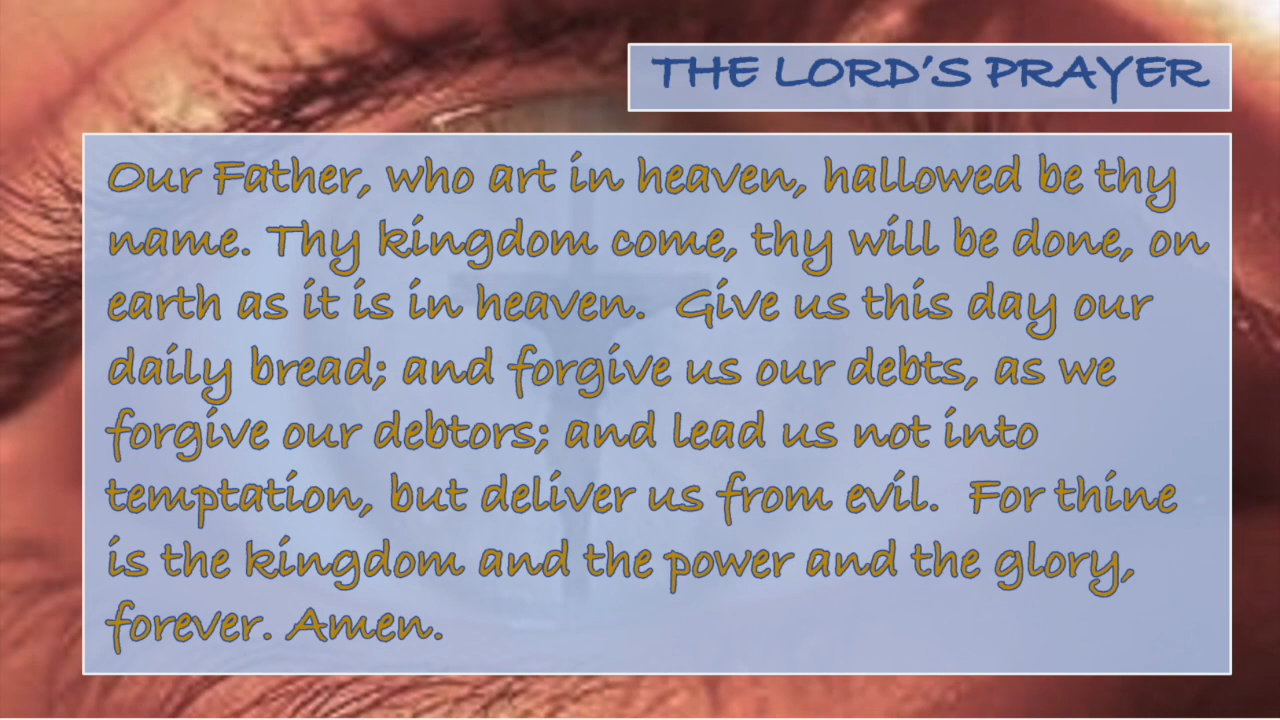 THE LORD'S PRAYER
Our Father, who art in heaven, hallowed be thy
name. Thy kingdom come, thy will be done, on
earth as it is in heaven. Give us this day our
daily bread; and forgive us our debts, as we
forgive our debtors; and lead us not into
temptation, but deliver us from evil. For thine
is the kingdom and the power and the glory,
forever. Amen.